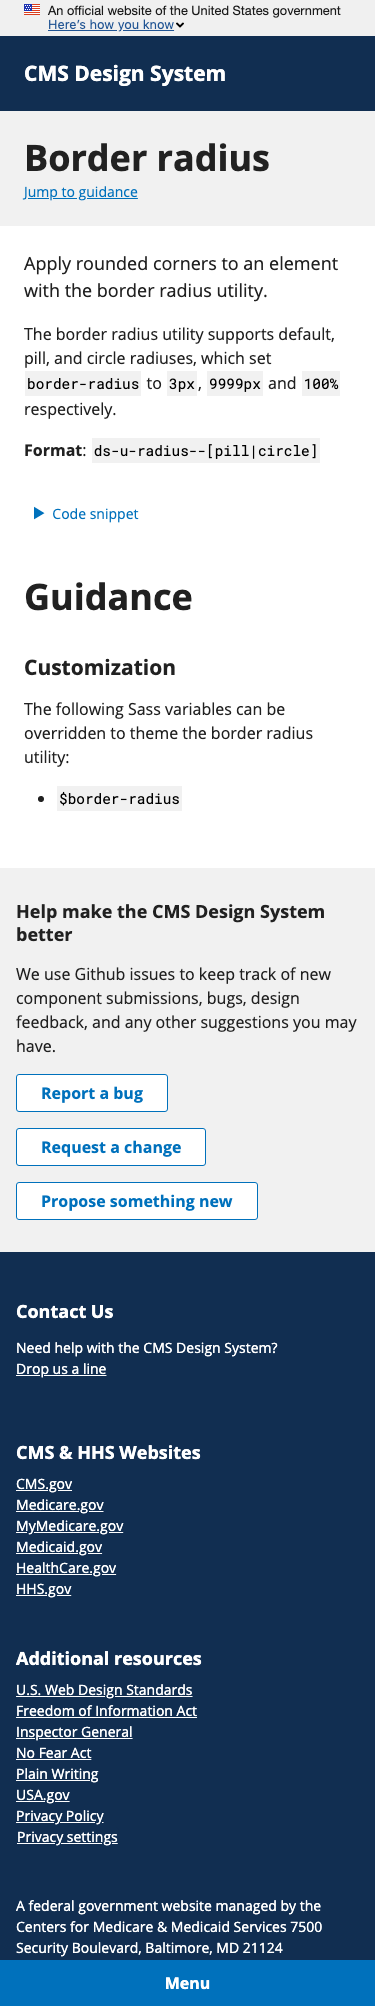 An official website of the United States government
Here's how you know
CMS Design System
Border radius
Jump to guidance
Apply rounded corners to an element
with the border radius utility.
The border radius utility supports default,
pill, and circle radiuses, which set
border-radius to 3px, 9999px and 100%
respectively.
Format: ds-u-radius--[pill|circle]
Code snippet
Guidance
Customization
The following Sass variables can be
overridden to theme the border radius
utility:
$border-radius
Help make the CMS Design System
better
We use Github issues to keep track of new
component submissions, bugs, design
feedback, and any other suggestions you may
have.
Report a bug
Request a change
Propose something new
Contact Us
Need help with the CMS Design System?
Drop us a line
CMS & HHS Websites
CMS.gov
Medicare.gov
MyMedicare.gov
Medicaid.gov
HealthCare.gov
HHS.gov
Additional resources
U.S. Web Design Standards
Freedom of Information Act
Inspector General
No Fear Act
Plain Writing
USA.gov
Privacy Policy
Privacy settings
A federal government website managed by the
Centers for Medicare & Medicaid Services 7500
Security Boulevard, Baltimore, MD 21124
Menu